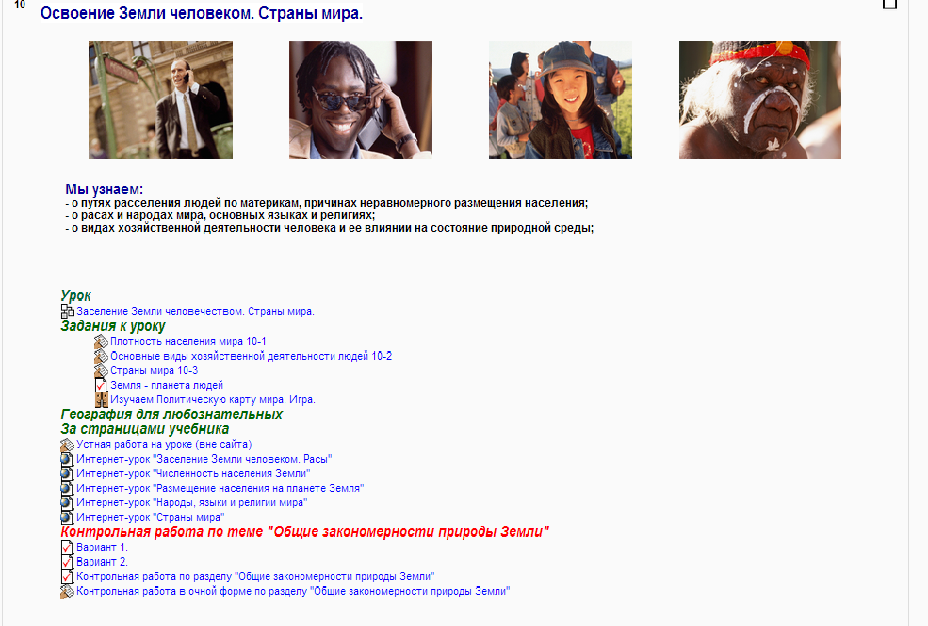 10
Освоение Земли человеком. Страны мира.
Мы узнаем:
- о путях расселения людей по материкам, причинах неравномерного размещения населения;
- о расах и народах мира, основных языках и религиях;
- о видах хозяйственной деятельности человека и ее влиянии на состояние природной среды;
Урок
Заселение Земли человечеством. Страны мира.
Задания к уроку
Плотность населения мира 10-1
Основные виды хозяйственной деятельности людей 10-2
Страны мира 10-3
Земля - планета людей
Изучаем Политическую карту мира. Игра.
География для любознательных
За страницами учебника
Устная работа на уроке (вне сайта)
Интернет-урок "Заселение Земли человеком. Расы"
Интернет-урок "Численность населения Земли"
Интернет-урок "Размещение населения на планете Земля"
Интернет-урок "Народы, языки и религии мира"
Интернет-урок "Страны мира"
Контрольная работа по теме "Общие закономерности природы Земли"
Вариант 1.
Вариант 2.
Контрольная работа по разделу "Общие закономерности природы Земли"
Контрольная работа в очной форме по разделу "Общие закономерности природы Земли"